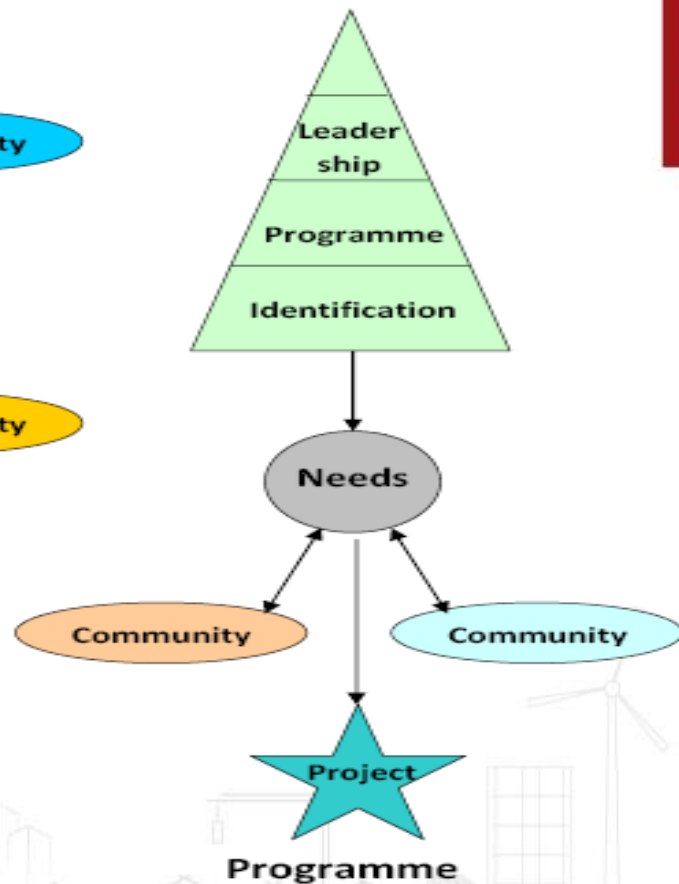 Leader
ship
ty
Programme
Identification
ty
Needs
Community
Community
Project
Programme